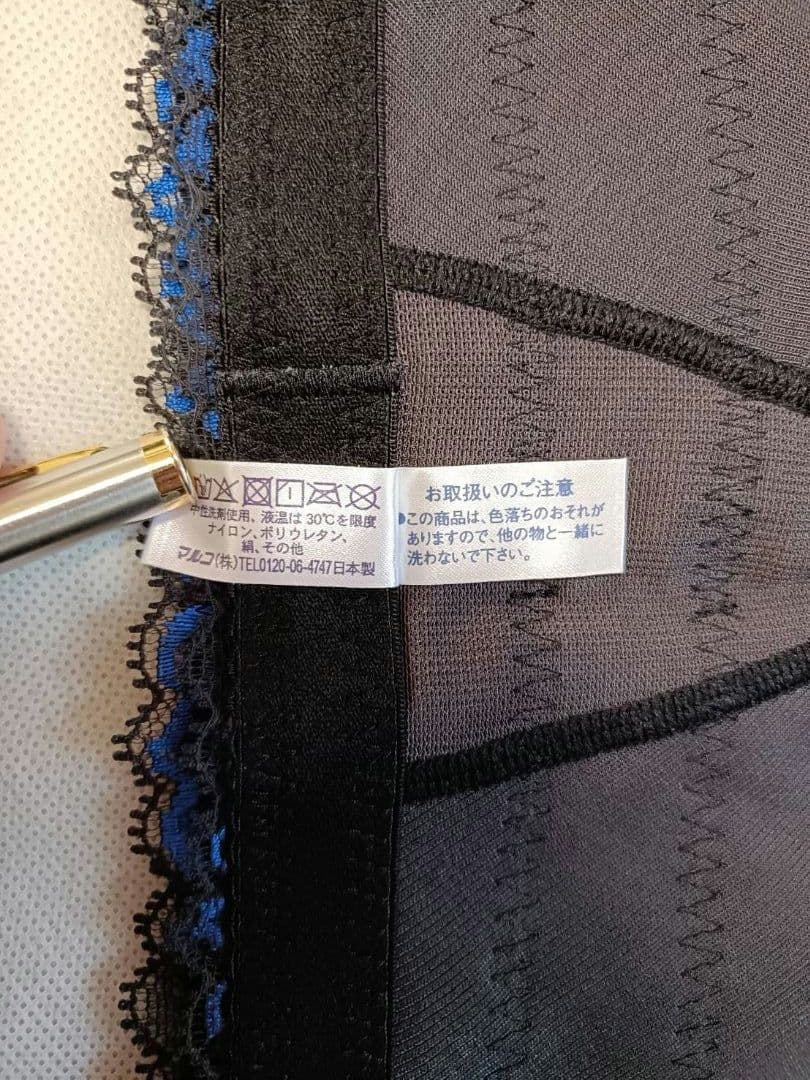 中性洗剤使用、液温は30℃を限度
ナイロン、ポリウレタン、
絹、その他
マルコ(株)TEL0120-06-4747日本製
お取扱いのご注意
●この商品は、色落ちのおそれが
ありますので、他の物と一緒に
洗わないで下さい。